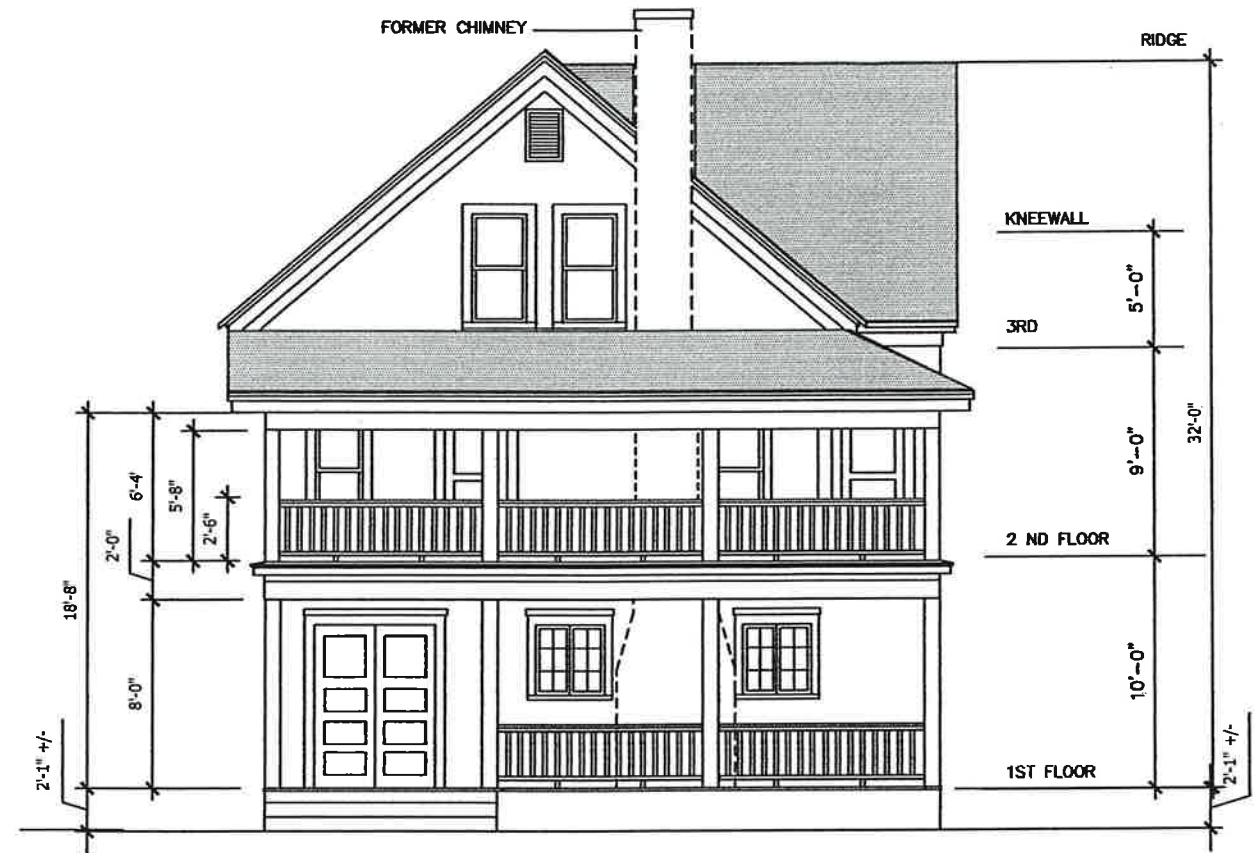 FORMER CHIMNEY
RIDGE
KNEEWALL
5'-0"
3RD
32'-0"
9'-0"
6'-4'
5'-8"
2'-6"
2'-0"
2 ND FLOOR
18'-8"
10'-0"
8'-0"
1ST FLOOR
2'-1" +/-
2'-1" +/-